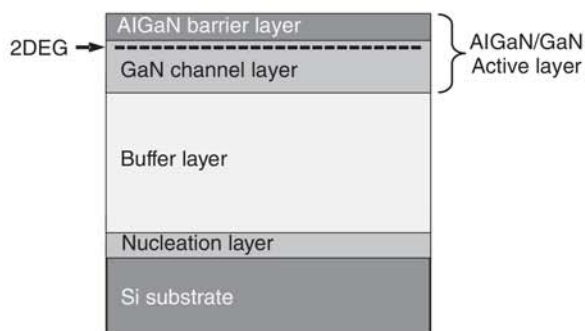 AlGaN barrier layer
2DEG
GaN channel layer
AlGaN/GaN
Active layer
Buffer layer
Nucleation layer
Si substrate